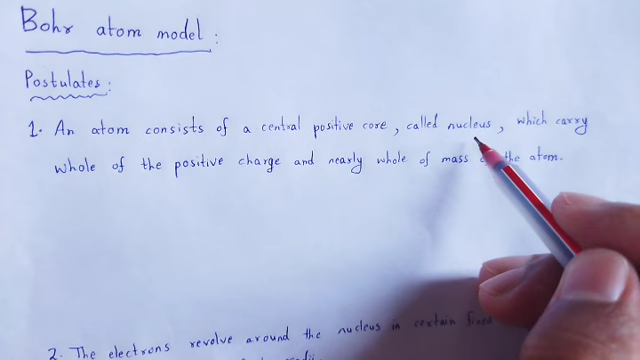 Bohr atom model :
Postulates :
1. An atom consists of a central positive core, called nucleus, which carry
whole of the positive charge and nearly whole of mass of the atom.
2. The electrons revolve around the nucleus in certain fixed